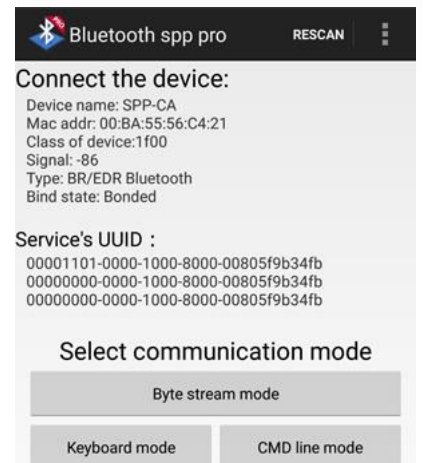 PRO
Bluetooth spp pro RESCAN
Connect the device:
Device name: SPP-CA
Mac addr: 00:BA:55:56:C4:21
Class of device:1f00
Signal: -86
Type: BR/EDR Bluetooth
Bind state: Bonded
Service's UUID :
00001101-0000-1000-8000-00805f9b34fb
00000000-0000-1000-8000-00805f9b34fb
00000000-0000-1000-8000-00805f9b34fb
Select communication mode
Byte stream mode
Keyboard mode CMD line mode